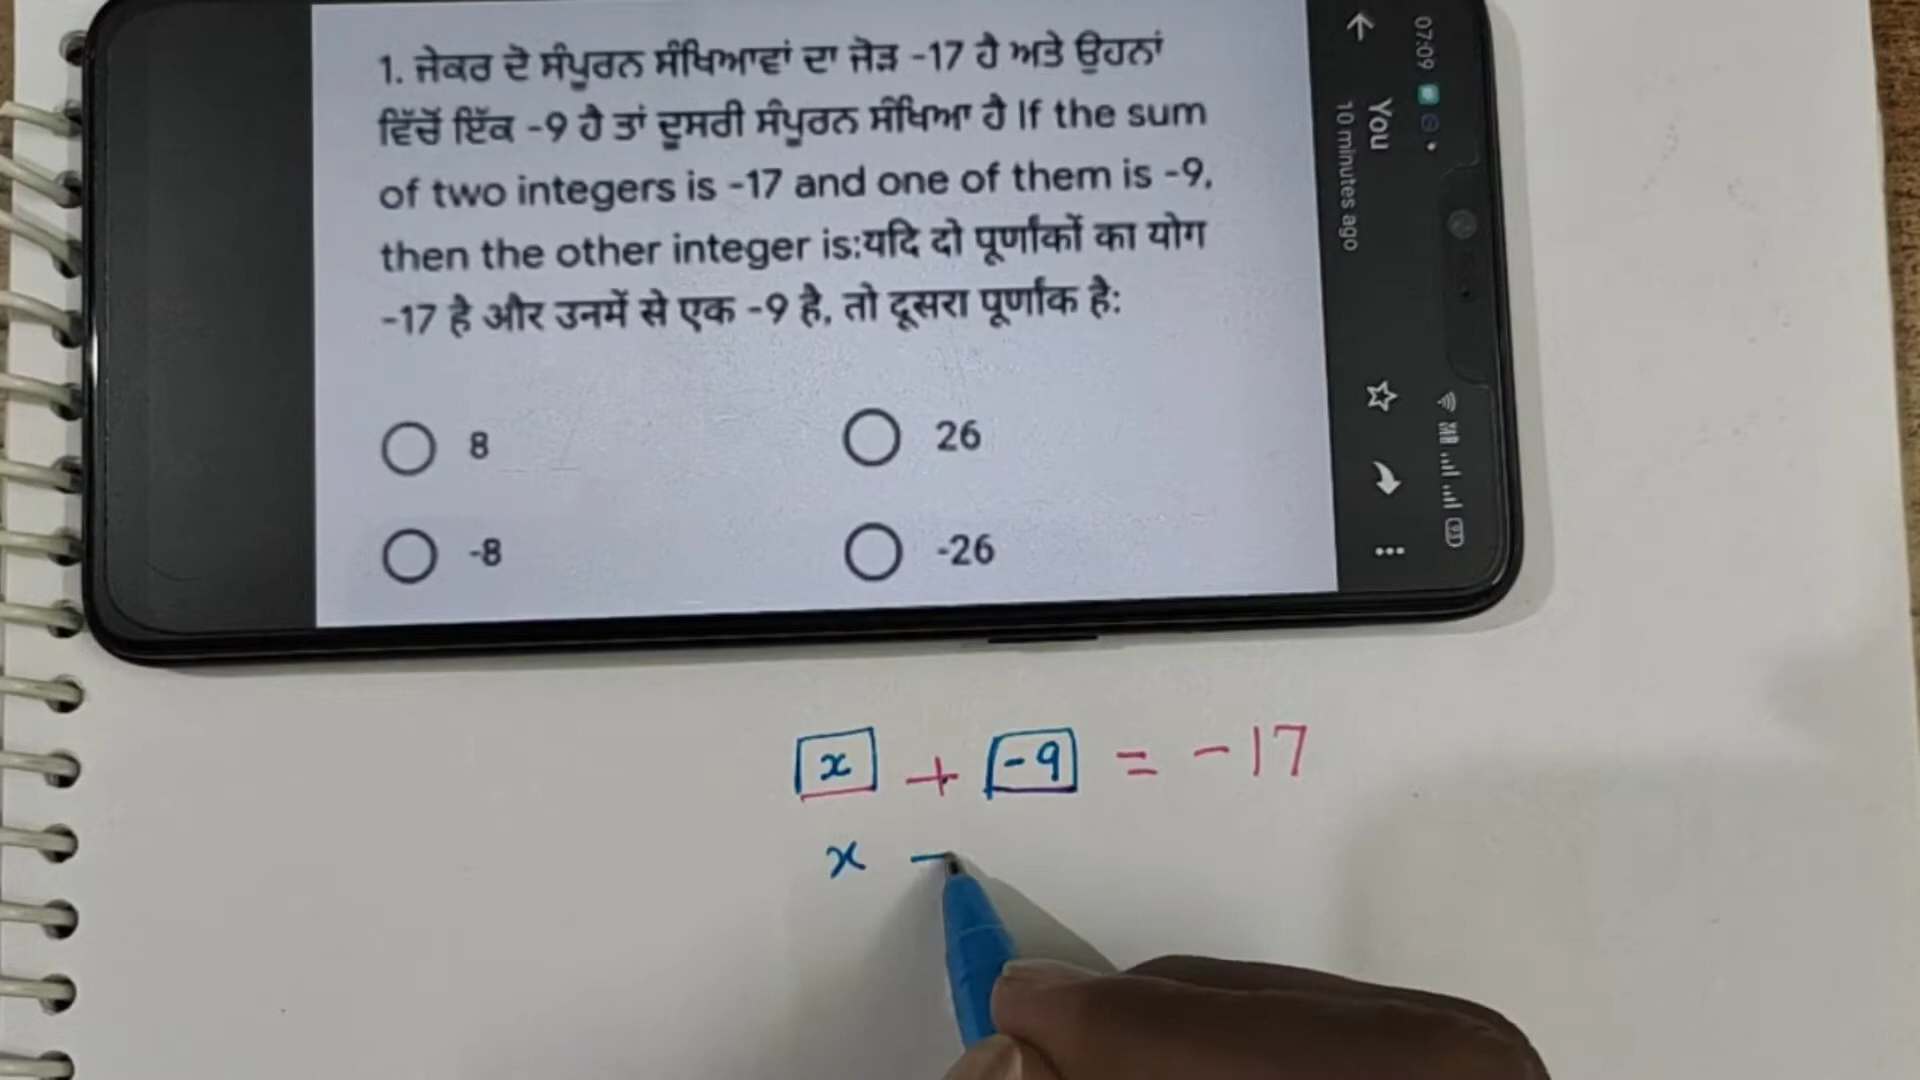 1. ਜੇਕਰ ਦੋ ਸੰਪੂਰਨ ਸੰਖਿਆਵਾਂ ਦਾ ਜੋੜ -17 ਹੈ ਅਤੇ ਉਹਨਾਂ
ਵਿੱਚੋਂ ਇੱਕ -9 ਹੈ ਤਾਂ ਦੂਸਰੀ ਸੰਪੂਰਨ ਸੰਖਿਆ ਹੈ If the sum
of two integers is -17 and one of them is -9,
then the other integer is:यदि दो पूर्णांकों का योग
-17 है और उनमें से एक -9 है, तो दूसरा पूर्णांक है:
8
26
-8
-26
07:09
You
10 minutes ago
x + -9 = -17
x -